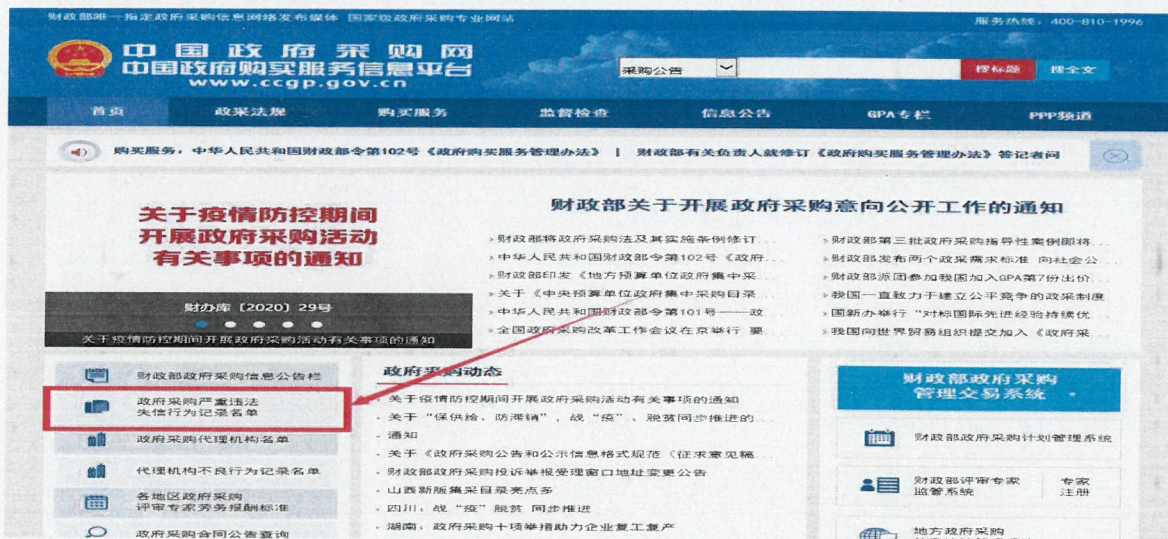 财政部唯一指定政府采购信息网络发布媒体 国家级政府采购专业网站
服务热线：400-810-1996
中国政府采购网
中国政府购买服务信息平台
www.ccgp.gov.cn
采购公告
搜标题
搜全文
首页 政采法规 购买服务 监督检查 信息公告 GPA专栏 PPP频道
购买服务：中华人民共和国财政部令第102号《政府购买服务管理办法》 | 财政部有关负责人就修订《政府购买服务管理办法》答记者问
关于疫情防控期间
开展政府采购活动
有关事项的通知
财办库〔2020〕29号
关于疫情防控期间开展政府采购活动有关事项的通知
财政部关于开展政府采购意向公开工作的通知
财政部将政府采购法及其实施条例修订...
中华人民共和国财政部令第102号《政府...
财政部印发《地方预算单位政府集中采...
关于《中央预算单位政府集中采购目录...
中华人民共和国财政部令第101号——政...
全国政府采购改革工作会议在京举行 要...
财政部第三批政府采购指导性案例即将...
财政部发布两个政采需求标准 向社会公...
财政部派团参加我国加入GPA第7份出价...
我国一直致力于建立公平竞争的政采制度
国新办举行“对标国际先进经验持续优...
我国向世界贸易组织提交加入《政府采...
财政部政府采购信息公告栏
政府采购严重违法
失信行为记录名单
政府采购代理机构名单
代理机构不良行为记录名单
各地区政府采购
评审专家劳务报酬标准
政府采购合同公告查询
政府采购动态
关于疫情防控期间开展政府采购活动有关事项的通知
关于“保供给、防滞销”，战“疫”、脱贫同步推进的...
通知
关于《政府采购公告和公示信息格式规范（征求意见稿...
财政部政府采购投诉举报受理窗口地址变更公告
山西新版集采目录亮点多
四川：战“疫”脱贫 同步推进
湖南：政府采购十项举措助力企业复工复产
财政部政府采购
管理交易系统
财政部政府采购计划管理系统
财政部评审专家
监管系统
专家
注册
地方政府采购